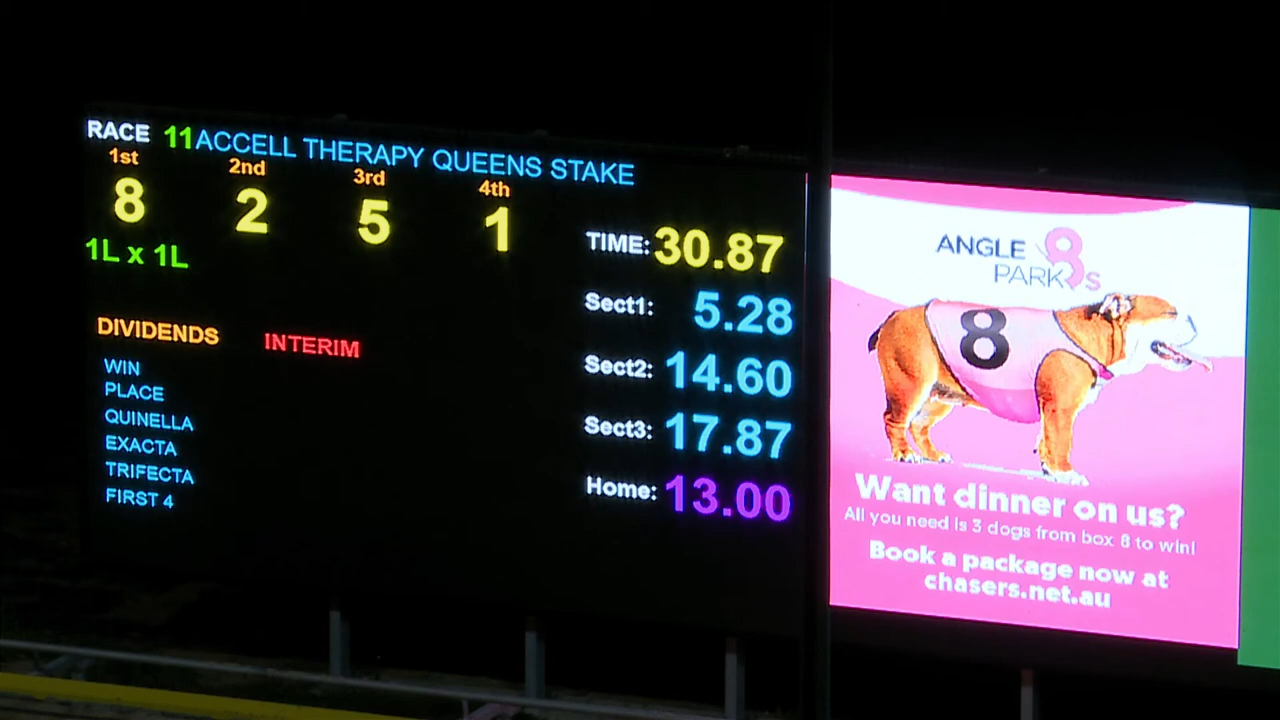 RACE 11 ACCELL THERAPY QUEENS STAKE
1st 2nd 3rd 4th
8 2 5 1
1L x 1L
TIME: 30.87
Sect1: 5.28
Sect2: 14.60
Sect3: 17.87
Home: 13.00
DIVIDENDS INTERIM
WIN
PLACE
QUINELLA
EXACTA
TRIFECTA
FIRST 4
ANGLE 8s
PARK
8
Want dinner on us?
All you need is 3 dogs from box 8 to win!
Book a package now at
chasers.net.au